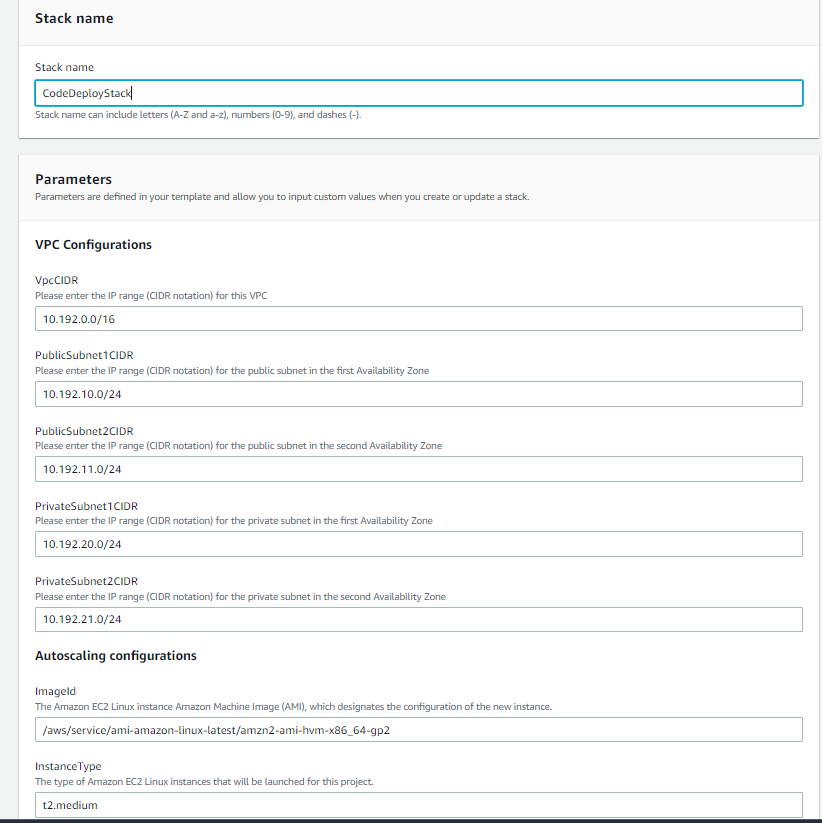 Stack name
Stack name
CodeDeployStack
Stack name can include letters (A-Z and a-z), numbers (0-9), and dashes (-).
Parameters
Parameters are defined in your template and allow you to input custom values when you create or update a stack.
VPC Configurations
VpcCIDR
Please enter the IP range (CIDR notation) for this VPC
10.192.0.0/16
PublicSubnet1CIDR
Please enter the IP range (CIDR notation) for the public subnet in the first Availability Zone
10.192.10.0/24
PublicSubnet2CIDR
Please enter the IP range (CIDR notation) for the public subnet in the second Availability Zone
10.192.11.0/24
PrivateSubnet1CIDR
Please enter the IP range (CIDR notation) for the private subnet in the first Availability Zone
10.192.20.0/24
PrivateSubnet2CIDR
Please enter the IP range (CIDR notation) for the private subnet in the second Availability Zone
10.192.21.0/24
Autoscaling configurations
ImageId
The Amazon EC2 Linux instance Amazon Machine Image (AMI), which designates the configuration of the new instance.
/aws/service/ami-amazon-linux-latest/amzn2-ami-hvm-x86_64-gp2
InstanceType
The type of Amazon EC2 Linux instances that will be launched for this project.
t2.medium